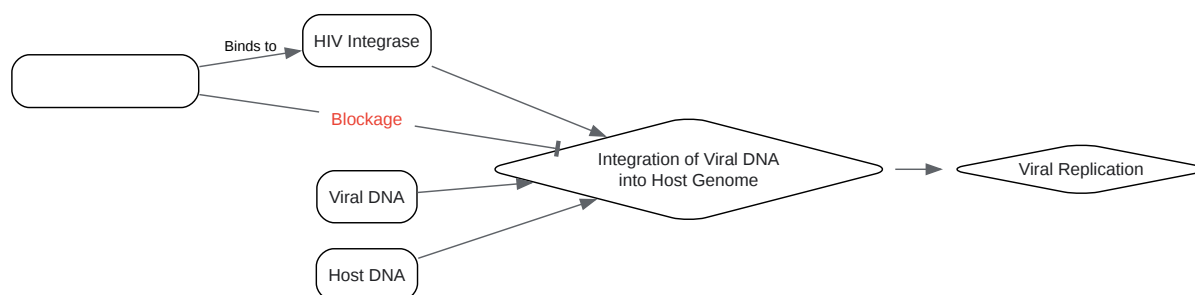 Binds to
HIV Integrase
Blockage
Integration of Viral DNA
into Host Genome
Viral Replication
Viral DNA
Host DNA